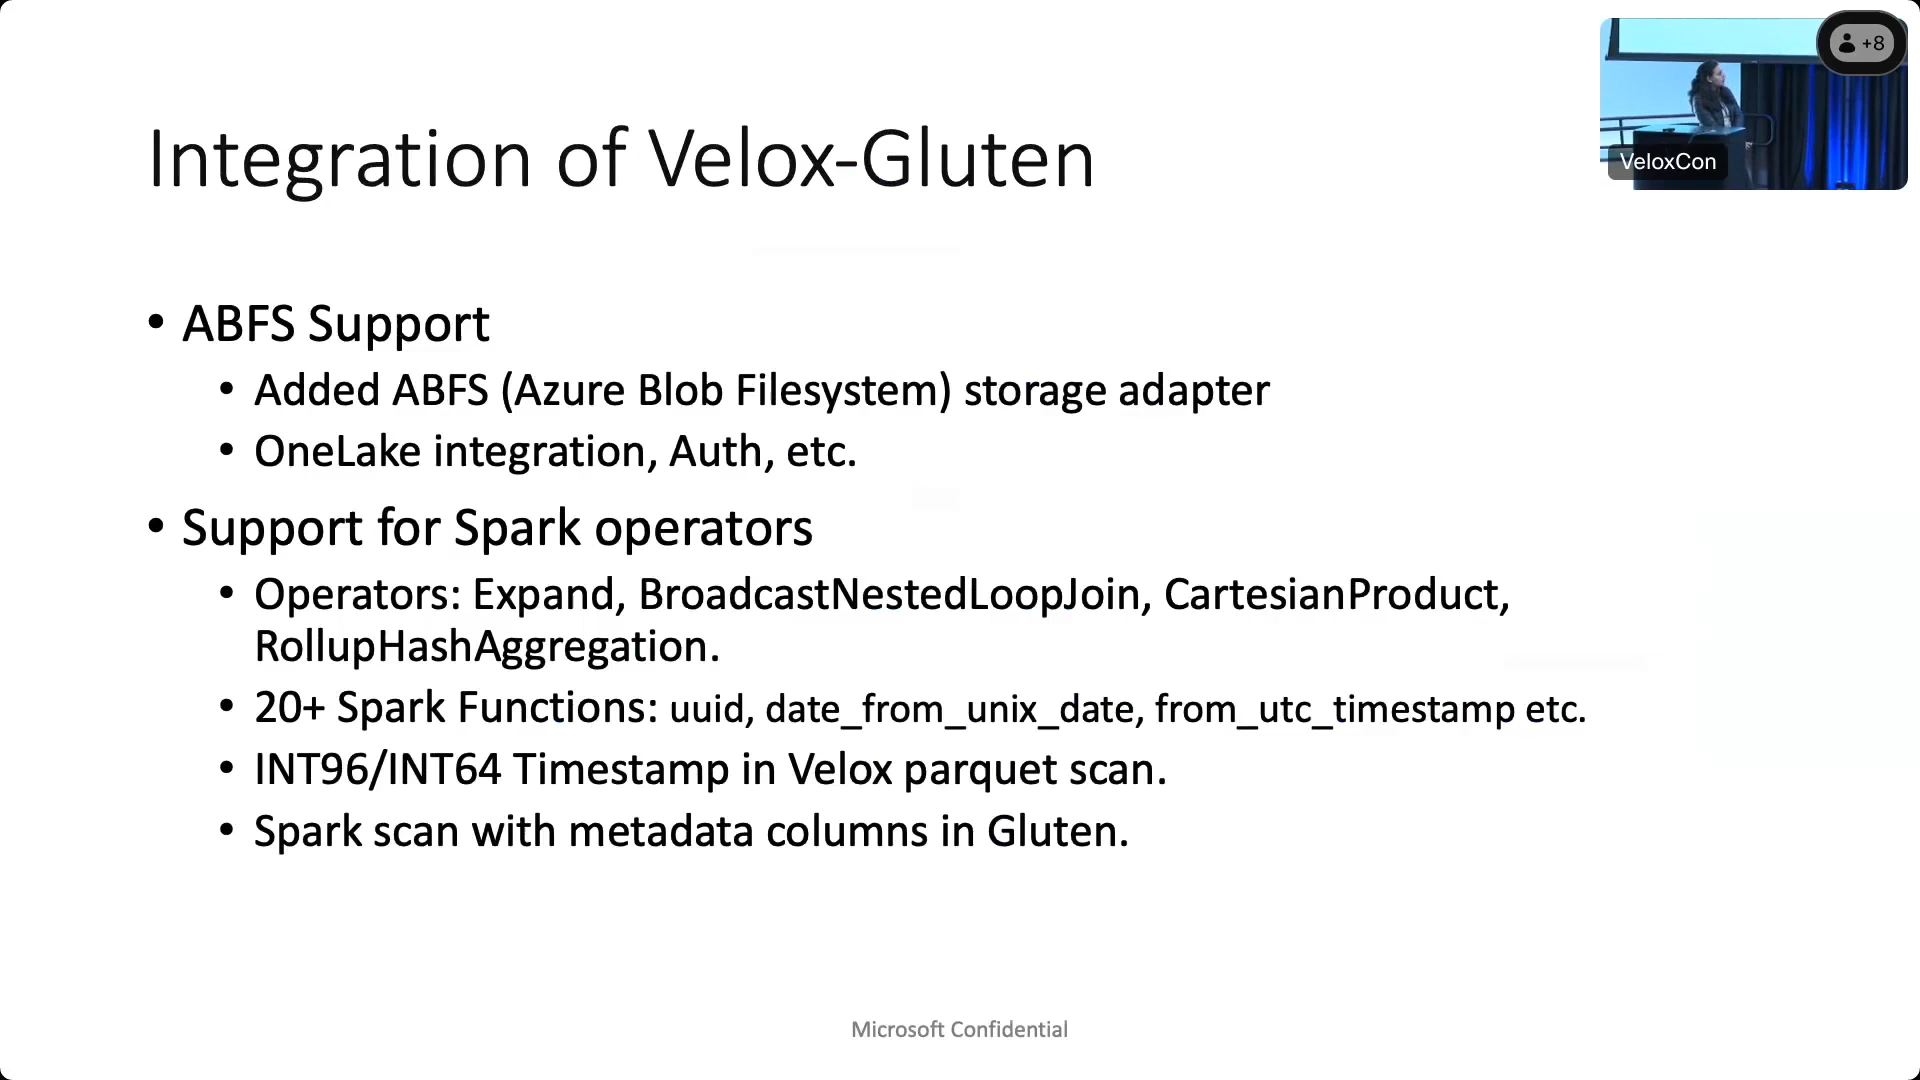 Integration of Velox-Gluten
+8
VeloxCon
• ABFS Support
• Added ABFS (Azure Blob Filesystem) storage adapter
• OneLake integration, Auth, etc.
• Support for Spark operators
• Operators: Expand, BroadcastNestedLoopJoin, CartesianProduct,
RollupHashAggregation.
• 20+ Spark Functions: uuid, date_from_unix_date, from_utc_timestamp etc.
• INT96/INT64 Timestamp in Velox parquet scan.
• Spark scan with metadata columns in Gluten.
Microsoft Confidential